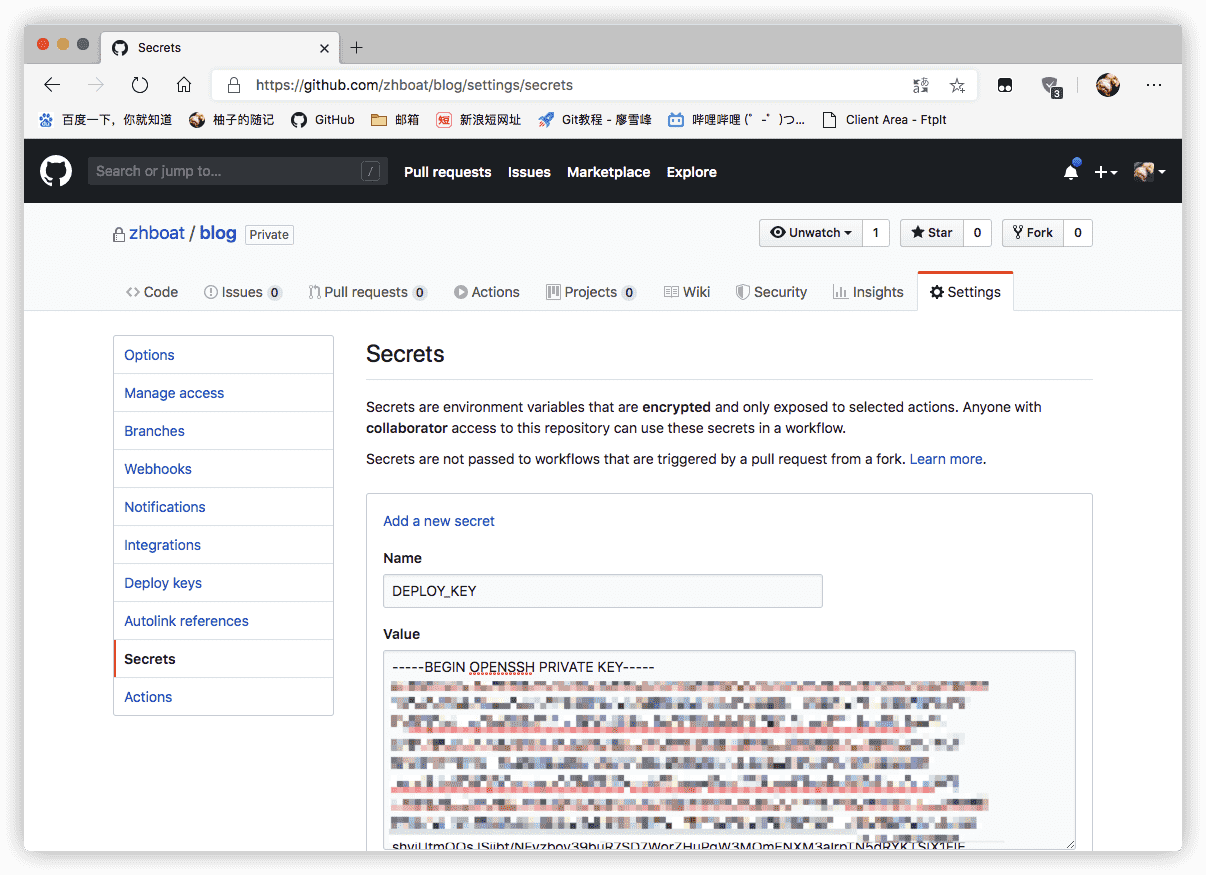 Secrets
https://github.com/zhboat/blog/settings/secrets
3
百度一下，你就知道 柚子的随记 GitHub 邮箱 短 新浪短网址 Git教程 - 廖雪峰 哔哩哔哩 (゜-゜)つ... Client Area - FtpIt
Search or jump to... / Pull requests Issues Marketplace Explore
zhboat / blog Private Unwatch 1 Star 0 Fork 0
Code Issues 0 Pull requests 0 Actions Projects 0 Wiki Security Insights Settings
Options
Manage access
Branches
Webhooks
Notifications
Integrations
Deploy keys
Autolink references
Secrets
Actions
Secrets
Secrets are environment variables that are encrypted and only exposed to selected actions. Anyone with
collaborator access to this repository can use these secrets in a workflow.
Secrets are not passed to workflows that are triggered by a pull request from a fork. Learn more.
Add a new secret
Name
DEPLOY_KEY
Value
-----BEGIN OPENSSH PRIVATE KEY-----